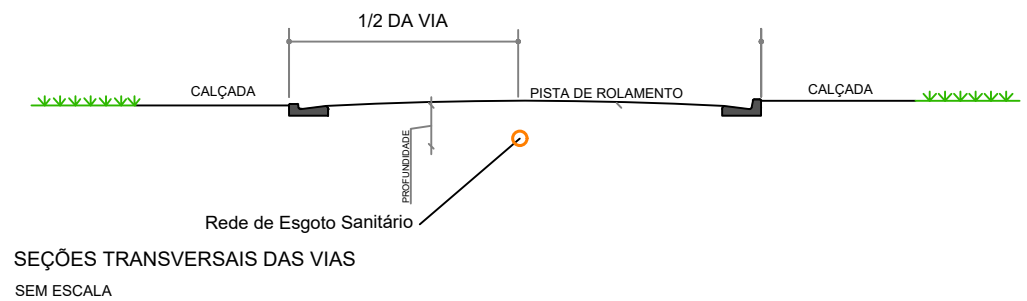 1/2 DA VIA
CALÇADA
PISTA DE ROLAMENTO
CALÇADA
PROFUNDIDADE
Rede de Esgoto Sanitário
SEÇÕES TRANSVERSAIS DAS VIAS
SEM ESCALA